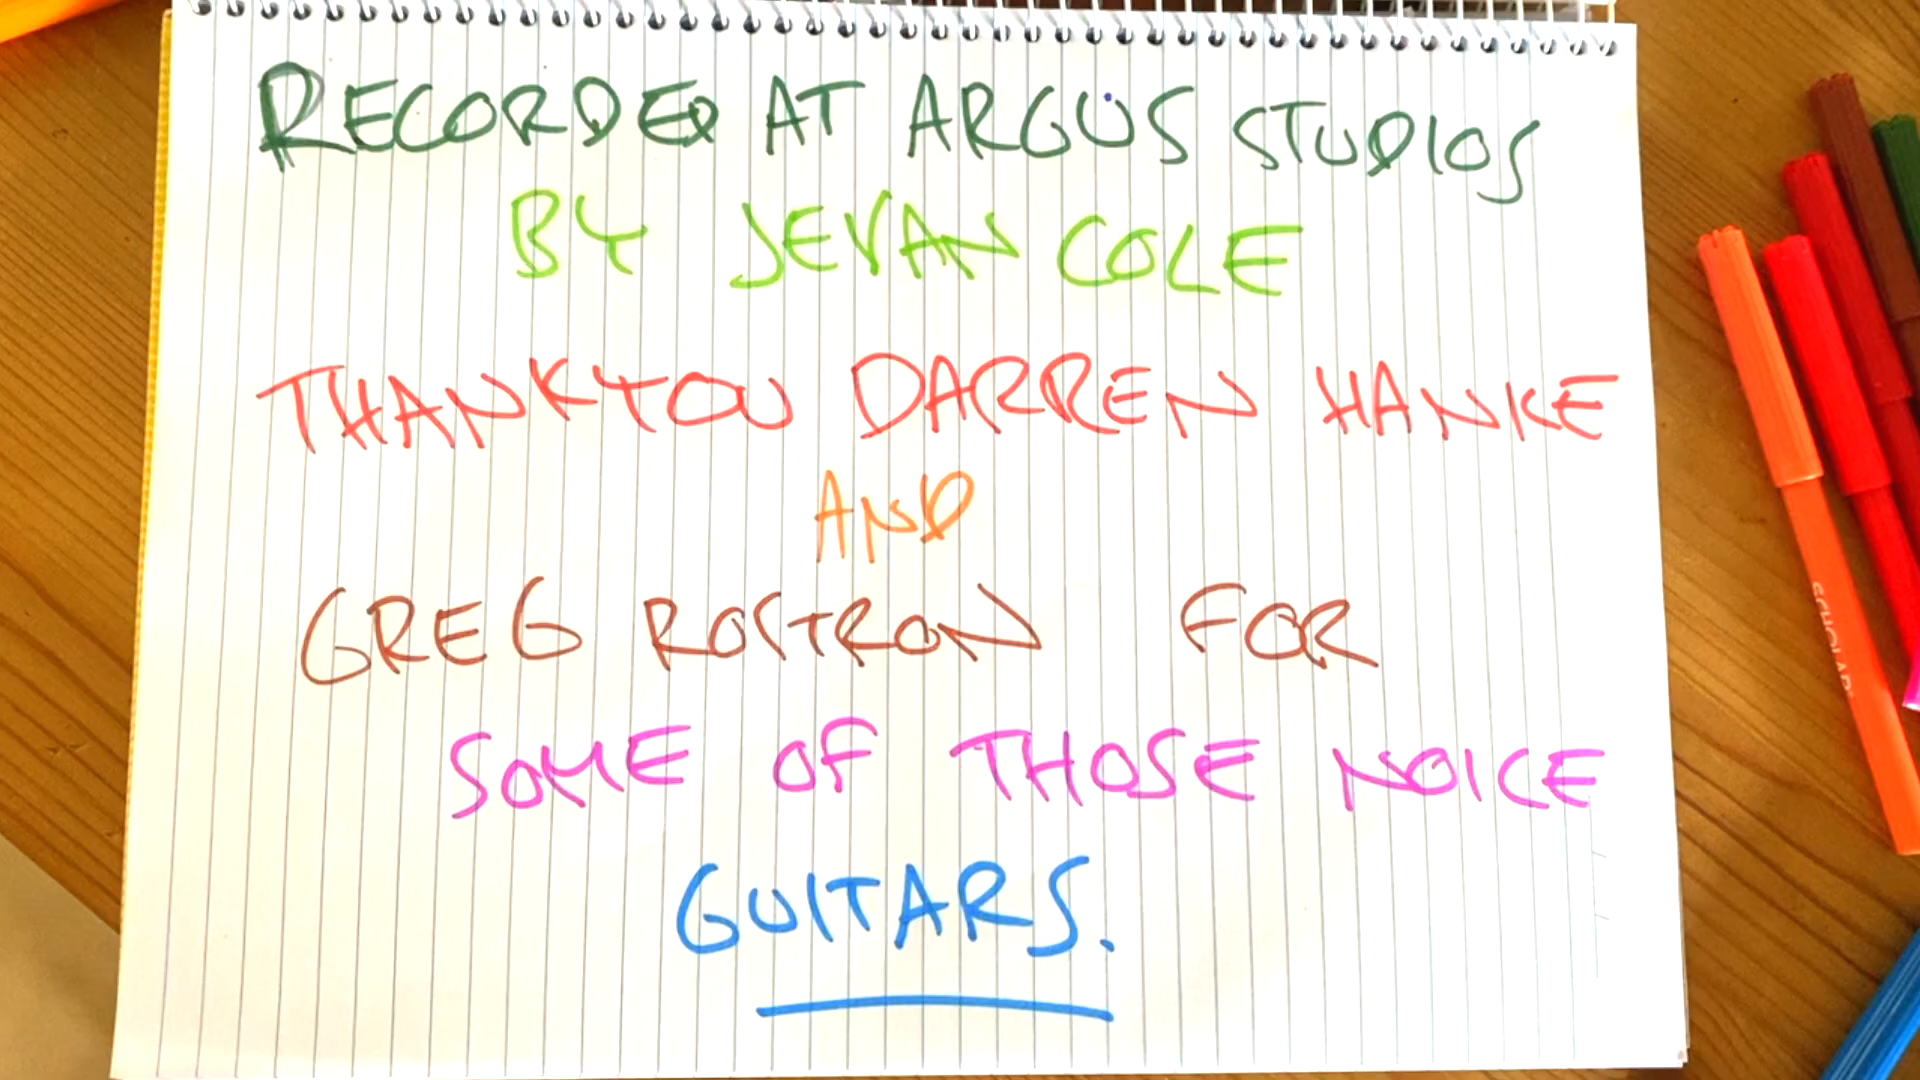 RECORDED AT ARGUS STUDIOS
BY JEVAN COLE
THANKYOU DARREN HANKE
AND
GREG ROSTRON FOR
SOME OF THOSE NOICE
GUITARS.